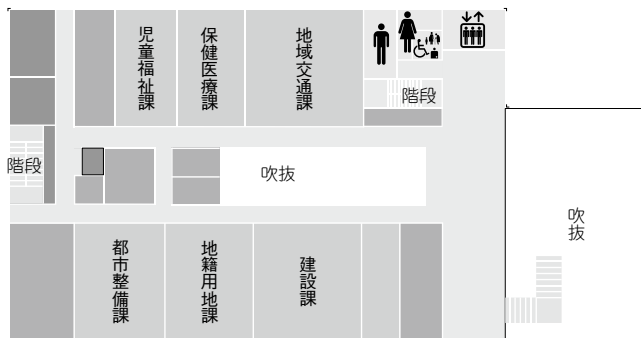 児童福祉課
保健医療課
地域交通課
階段
階段
吹抜
吹抜
都市整備課
地籍用地課
建設課